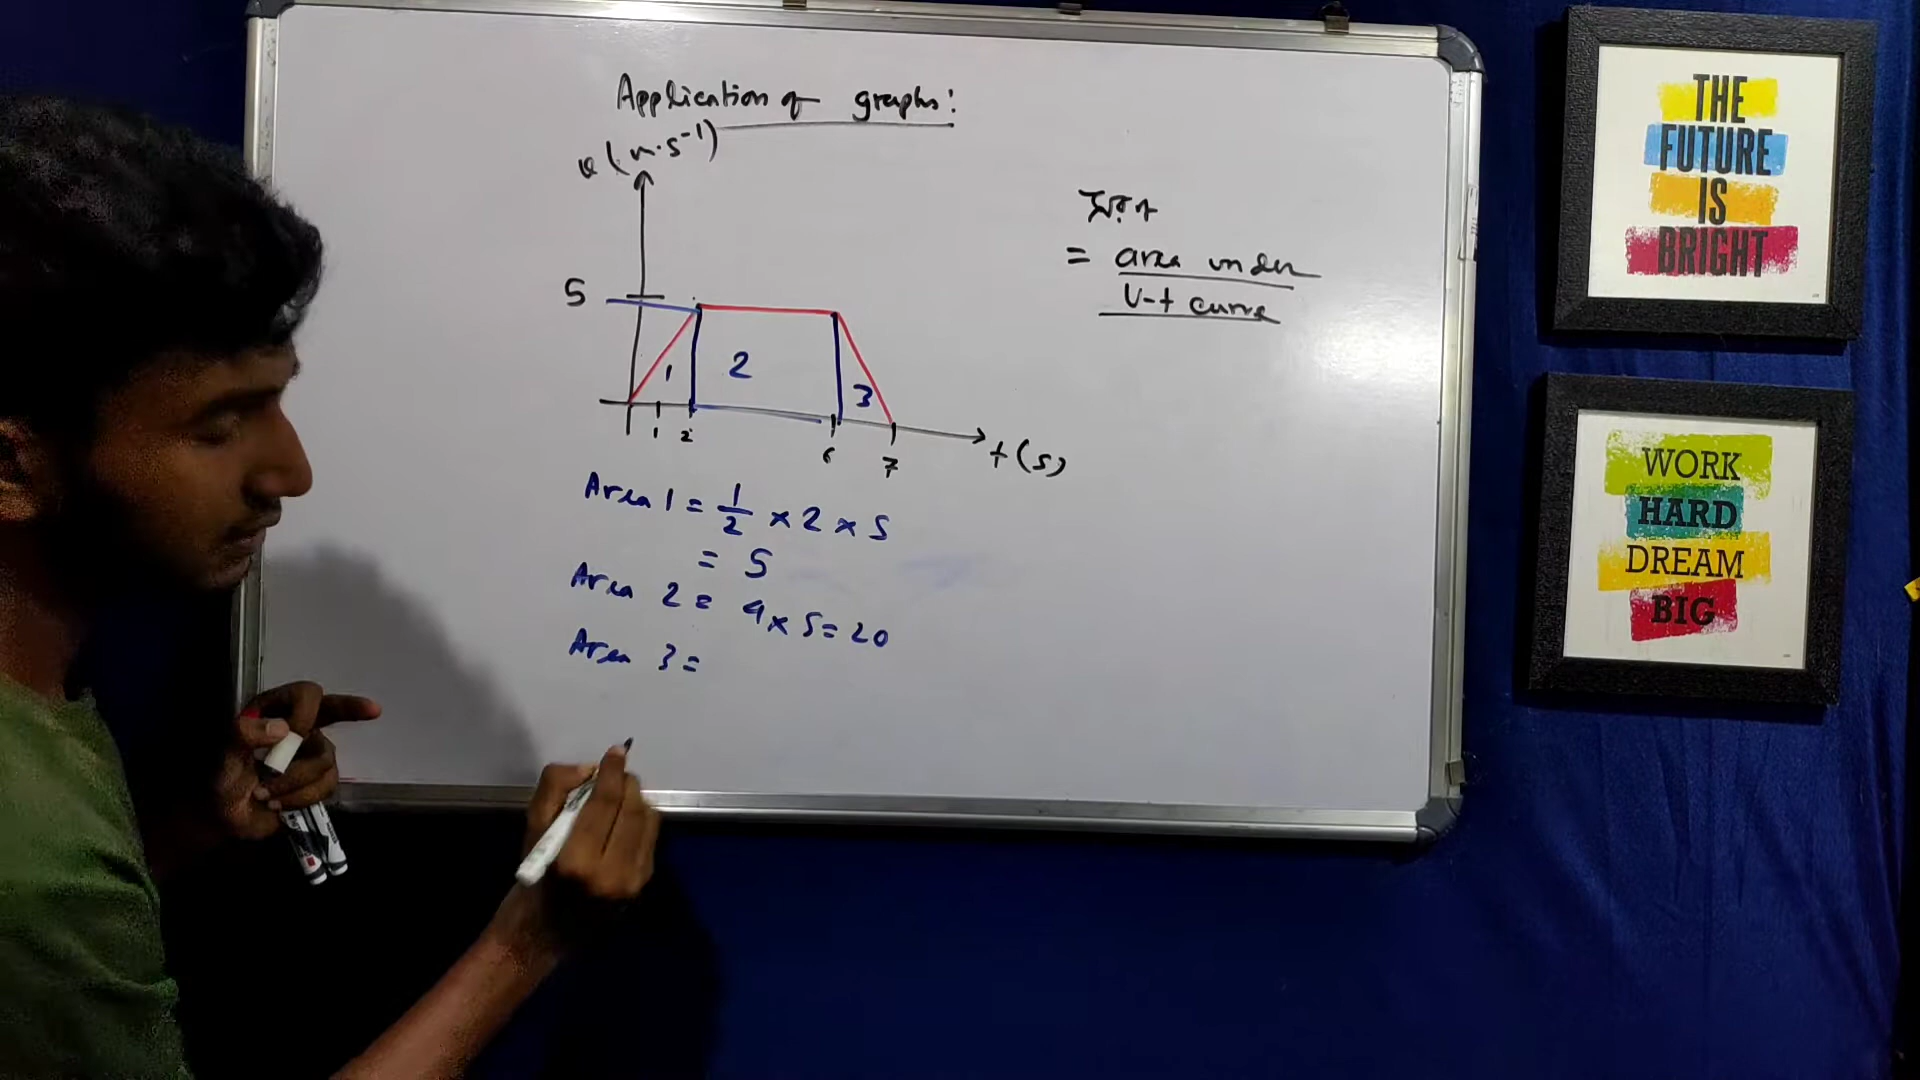 Application of graphs:
v (m·s⁻¹)
5
1
2
3
1
2
6
7
t (s)
Area 1 = 1/2 × 2 × 5
= 5
Area 2 = 4 × 5 = 20
Area 3 =
সরণ
= area under
v-t curve
THE
FUTURE
IS
BRIGHT
WORK
HARD
DREAM
BIG